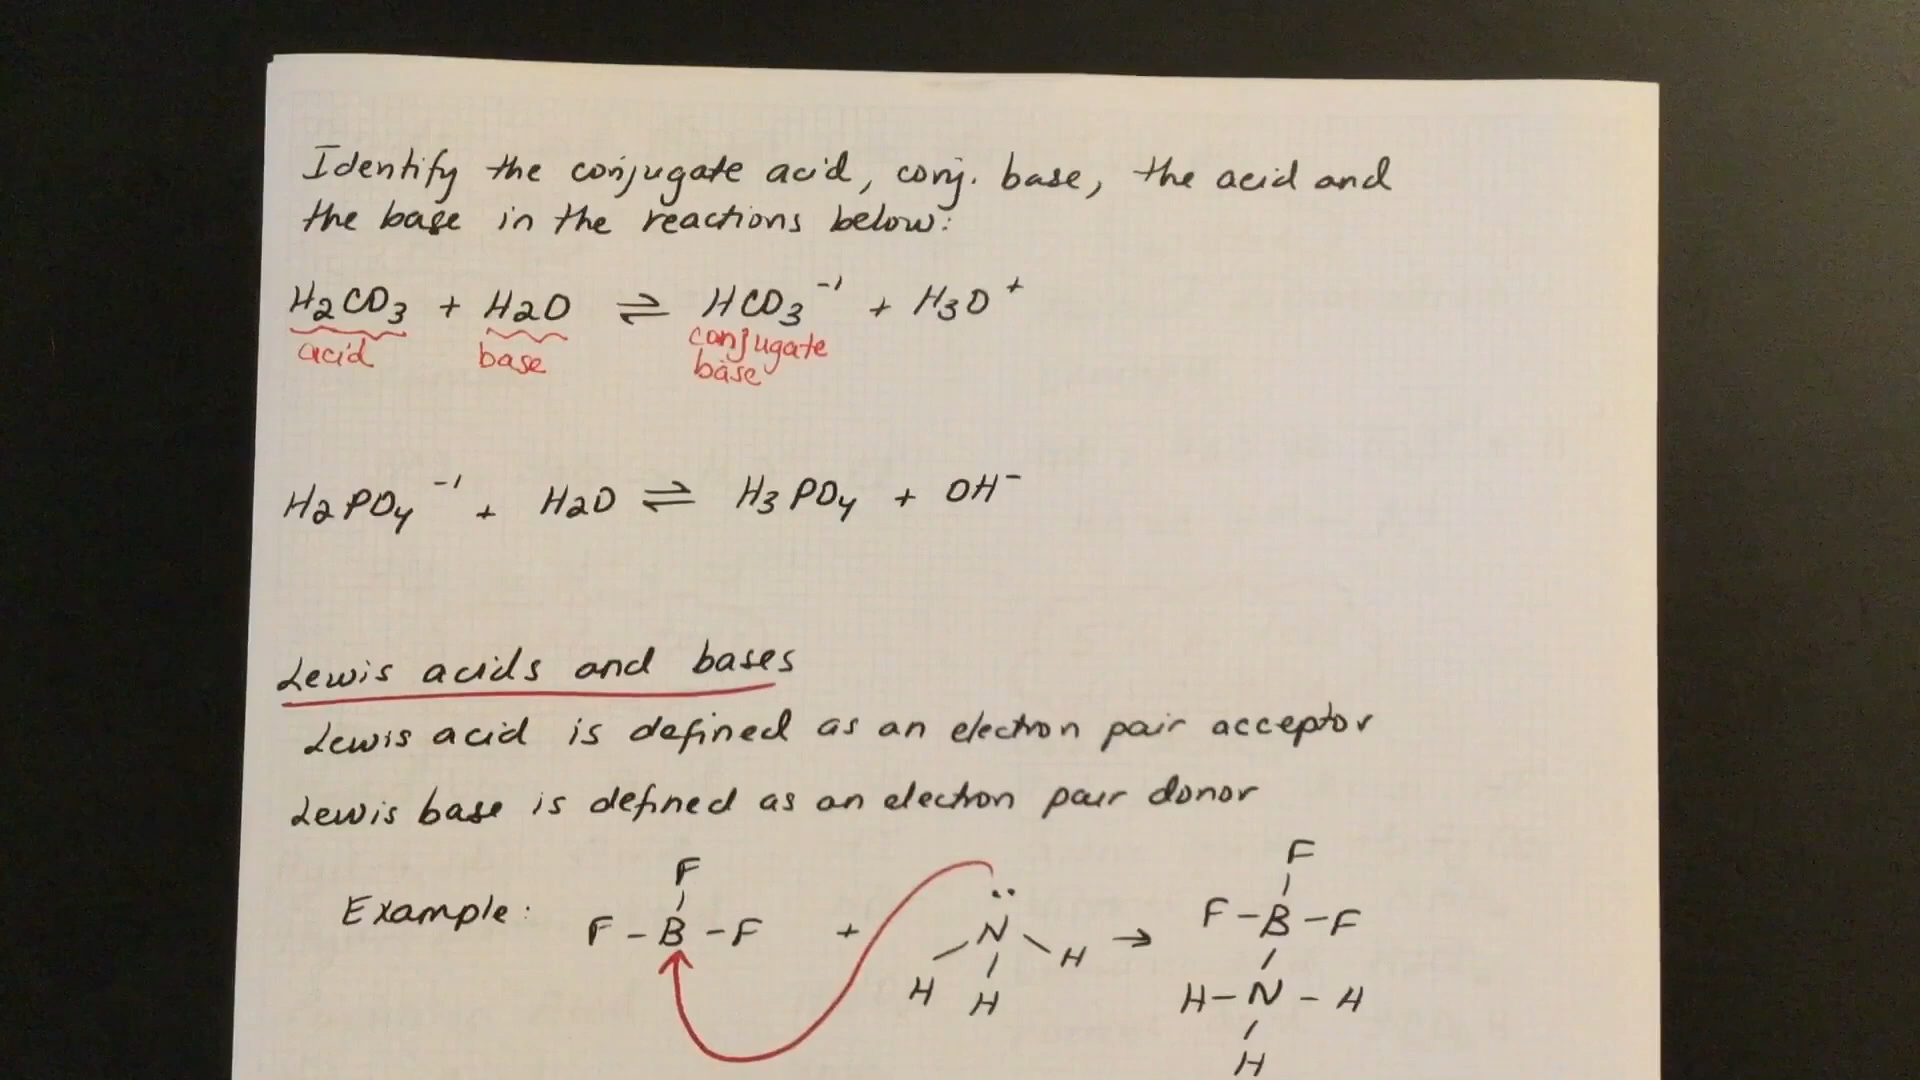 Identify the conjugate acid, conj. base, the acid and
the base in the reactions below:
H2CO3 + H2O ⇌ HCO3⁻¹ + H3O⁺
acid base conjugate
base
H2PO4⁻¹ + H2O ⇌ H3PO4 + OH⁻
Lewis acids and bases
Lewis acid is defined as an electron pair acceptor
Lewis base is defined as an electron pair donor
F F
Example: F - B - F + N → F - B - F
H H H
H - N - H
H